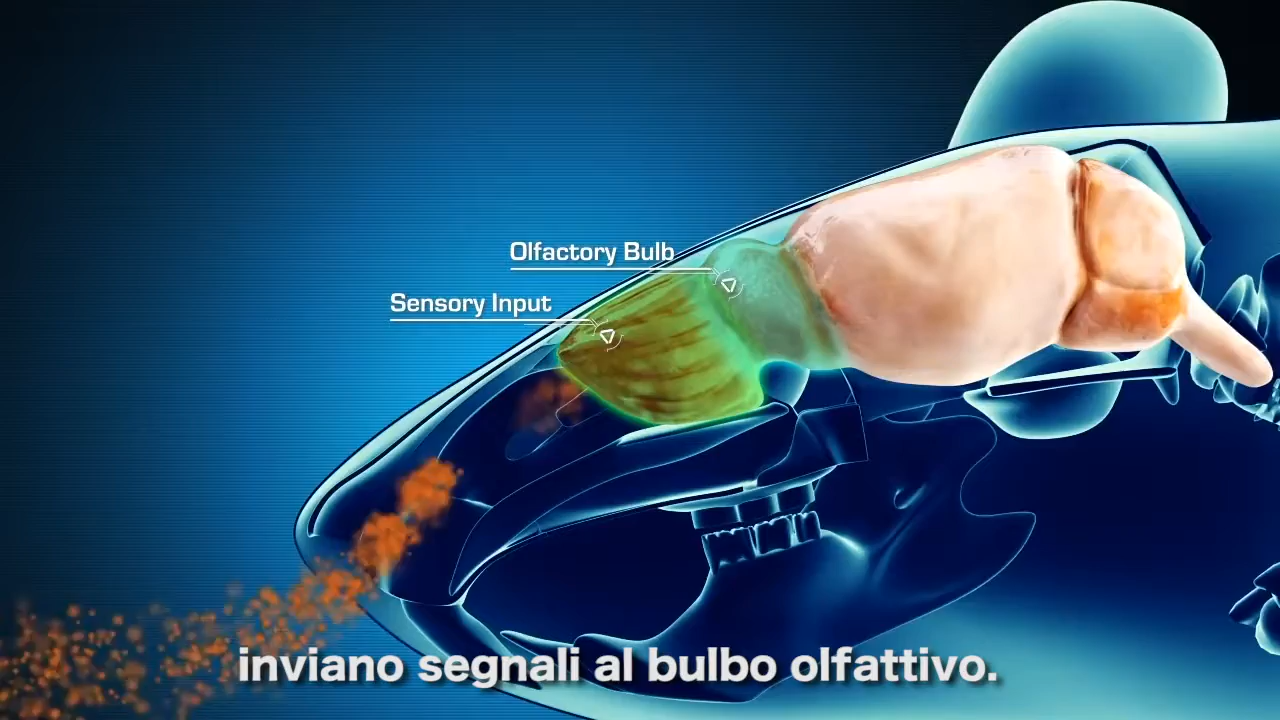 Olfactory Bulb
Sensory Input
inviano segnali al bulbo olfattivo.